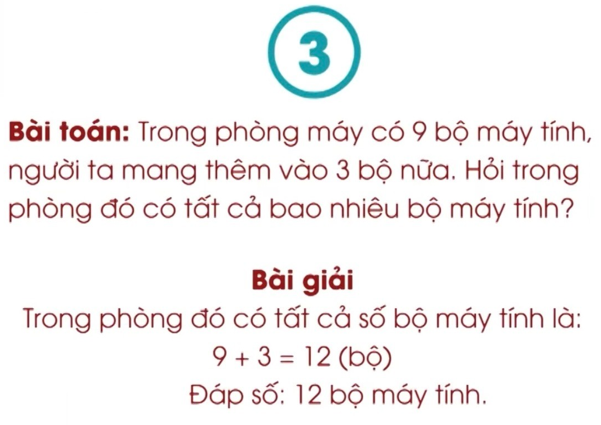 3
Bài toán: Trong phòng máy có 9 bộ máy tính,
người ta mang thêm vào 3 bộ nữa. Hỏi trong
phòng đó có tất cả bao nhiêu bộ máy tính?
Bài giải
Trong phòng đó có tất cả số bộ máy tính là:
9 + 3 = 12 (bộ)
Đáp số: 12 bộ máy tính.